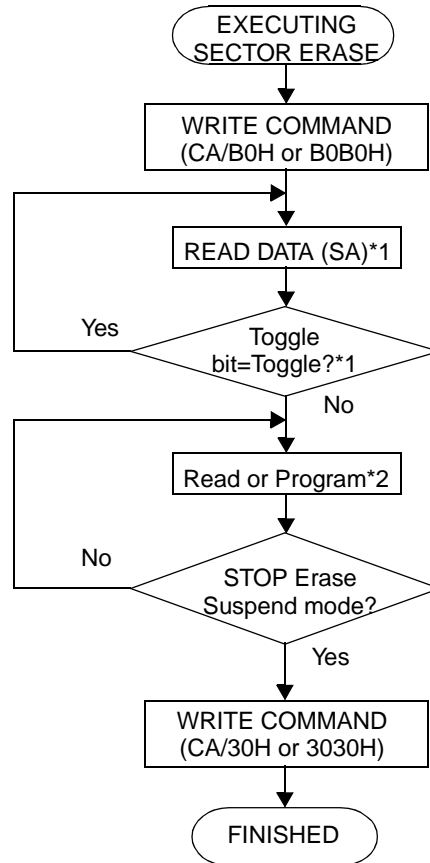 EXECUTING
SECTOR ERASE
WRITE COMMAND
(CA/B0H or B0B0H)
READ DATA (SA)*1
Yes
Toggle
bit=Toggle?*1
No
Read or Program*2
No
STOP Erase
Suspend mode?
Yes
WRITE COMMAND
(CA/30H or 3030H)
FINISHED